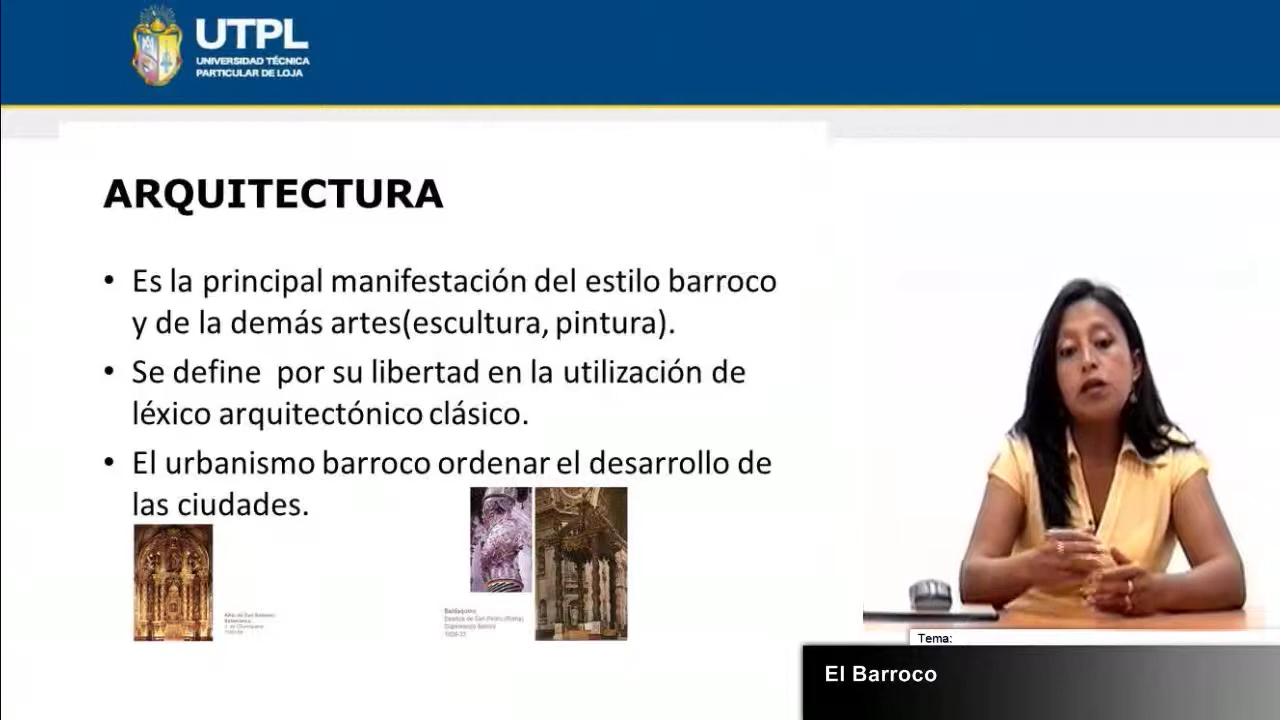 UTPL
UNIVERSIDAD TÉCNICA
PARTICULAR DE LOJA
ARQUITECTURA
• Es la principal manifestación del estilo barroco
y de la demás artes(escultura, pintura).
• Se define por su libertad en la utilización de
léxico arquitectónico clásico.
• El urbanismo barroco ordenar el desarrollo de
las ciudades.
Baldaquino
(Roma)
Tema:
El Barroco